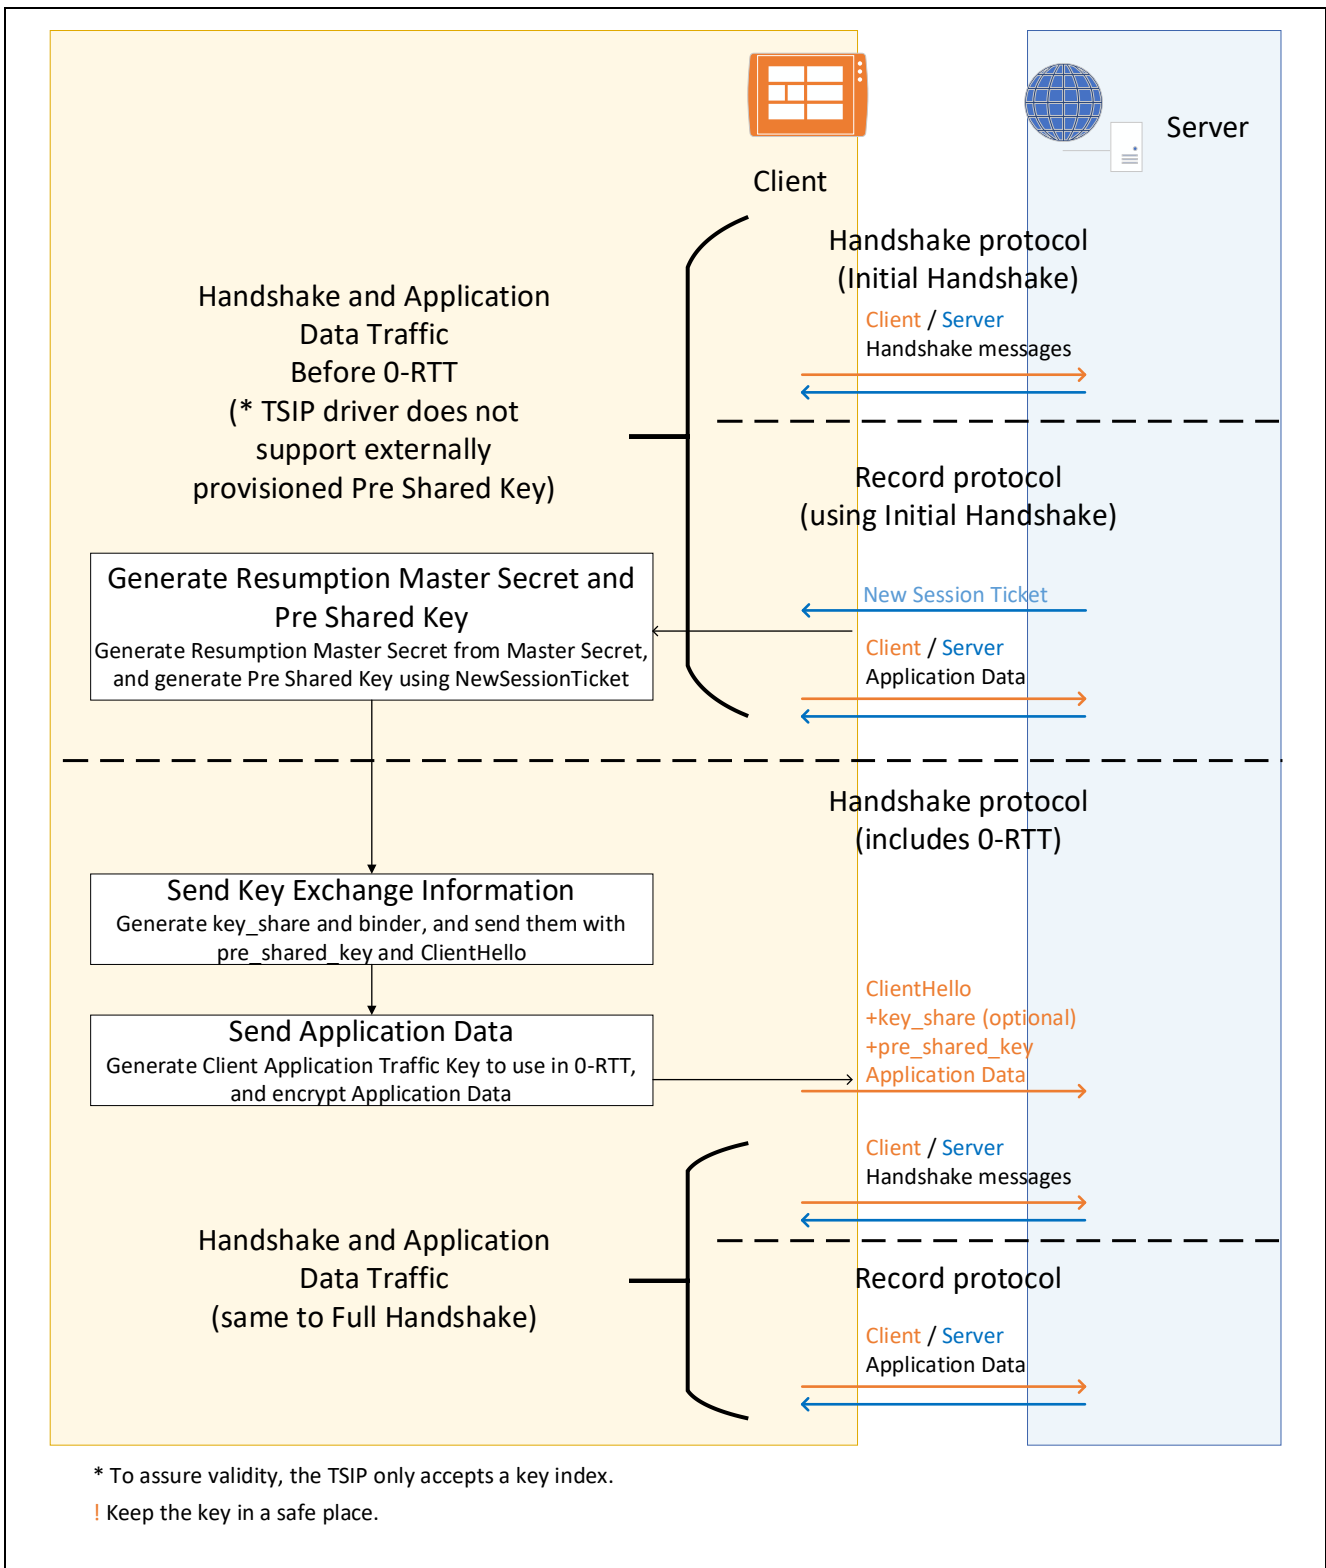 Server
Client
Handshake protocol
(Initial Handshake)
Client / Server
Handshake messages
Handshake and Application
Data Traffic
Before 0-RTT
(* TSIP driver does not
support externally
provisioned Pre Shared Key)
Record protocol
(using Initial Handshake)
New Session Ticket
Client / Server
Application Data
Generate Resumption Master Secret and
Pre Shared Key
Generate Resumption Master Secret from Master Secret,
and generate Pre Shared Key using NewSessionTicket
Handshake protocol
(includes 0-RTT)
Send Key Exchange Information
Generate key_share and binder, and send them with
pre_shared_key and ClientHello
Send Application Data
Generate Client Application Traffic Key to use in 0-RTT,
and encrypt Application Data
ClientHello
+key_share (optional)
+pre_shared_key
Application Data
Client / Server
Handshake messages
Handshake and Application
Data Traffic
(same to Full Handshake)
Record protocol
Client / Server
Application Data
* To assure validity, the TSIP only accepts a key index.
! Keep the key in a safe place.